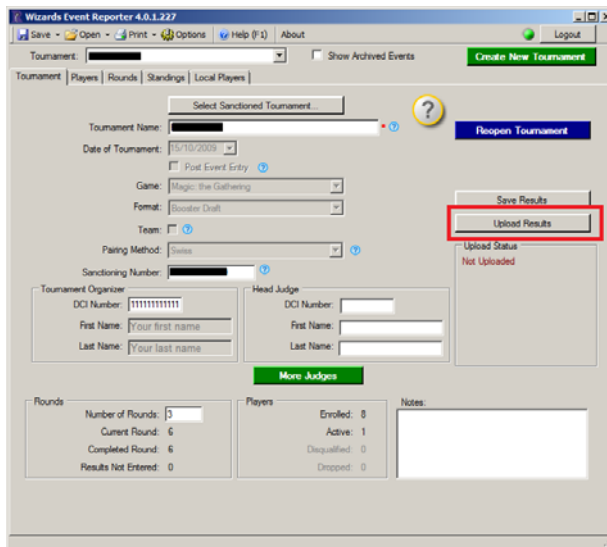 Wizards Event Reporter 4.0.1.227
Save Open Print Options Help (F1) About Logout
Tournament: Show Archived Events Create New Tournament
Tournament Players Rounds Standings Local Players
Select Sanctioned Tournament...
?
Tournament Name: * ? Reopen Tournament
Date of Tournament: 15/10/2009
Post Event Entry ?
Game: Magic: the Gathering Save Results
Format: Booster Draft
Upload Results
Team: ?
Upload Status
Pairing Method: Swiss ? Not Uploaded
Sanctioning Number: ?
Tournament Organizer Head Judge
DCI Number: 111111111111 DCI Number:
First Name: Your first name First Name:
Last Name: Your last name Last Name:
More Judges
Rounds Players Notes:
Number of Rounds: 3 Enrolled: 8
Current Round: 6 Active: 1
Completed Round: 6 Disqualified: 0
Results Not Entered: 0 Dropped: 0